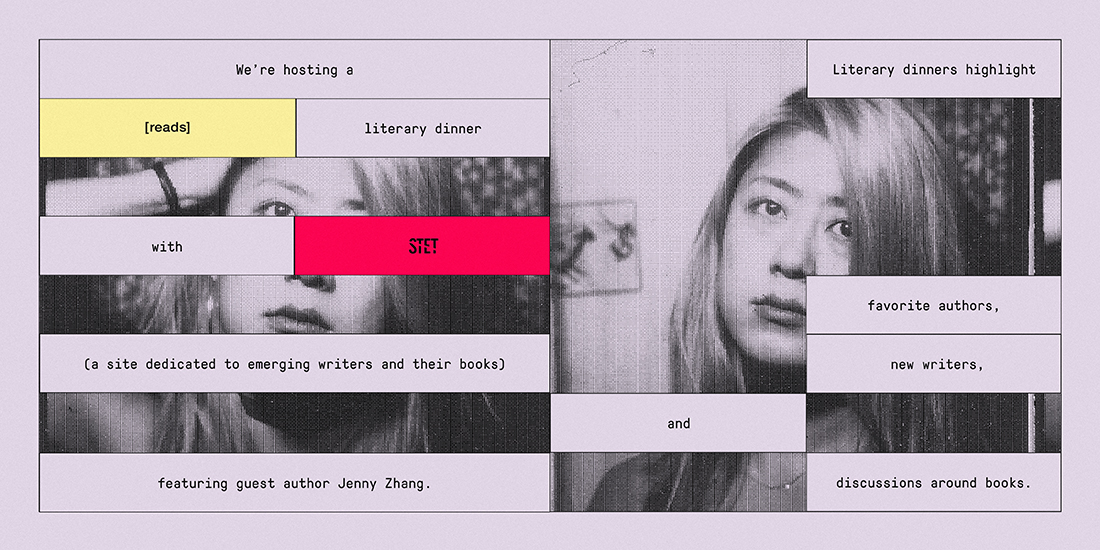 We're hosting a
[reads]
literary dinner
with
STET
(a site dedicated to emerging writers and their books)
featuring guest author Jenny Zhang.
Literary dinners highlight
favorite authors,
new writers,
and
discussions around books.